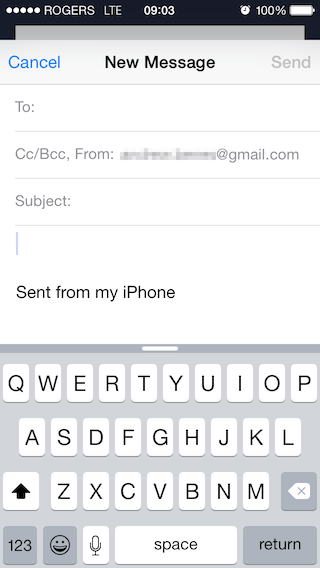 ROGERS LTE 09:03 100%
Cancel New Message Send
To:
Cc/Bcc, From: @gmail.com
Subject:
Sent from my iPhone
Q W E R T Y U I O P
A S D F G H J K L
Z X C V B N M
123 space return